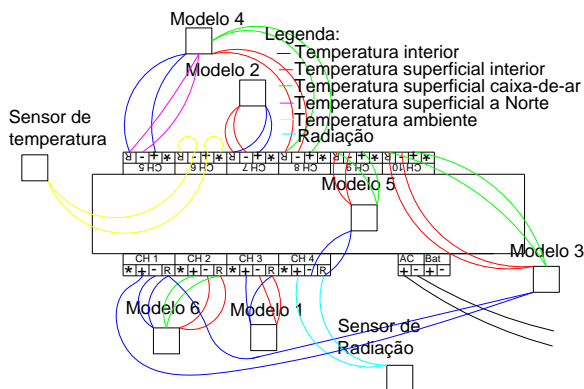 Modelo 4
Legenda:
Temperatura interior
Temperatura superficial interior
Temperatura superficial caixa-de-ar
Temperatura superficial a Norte
Temperatura ambiente
Radiação
Modelo 2
Sensor de
temperatura
R - + * R - + * R - + * R - + * R - + * R - + *
CH 5 CH 6 CH 7 CH 8 CH 9 CH 10
Modelo 5
Modelo 3
CH 1 CH 2 CH 3 CH 4 AC Bat
* + - R * + - R * + - R * + - R + - + -
Modelo 6
Modelo 1
Sensor de
Radiação